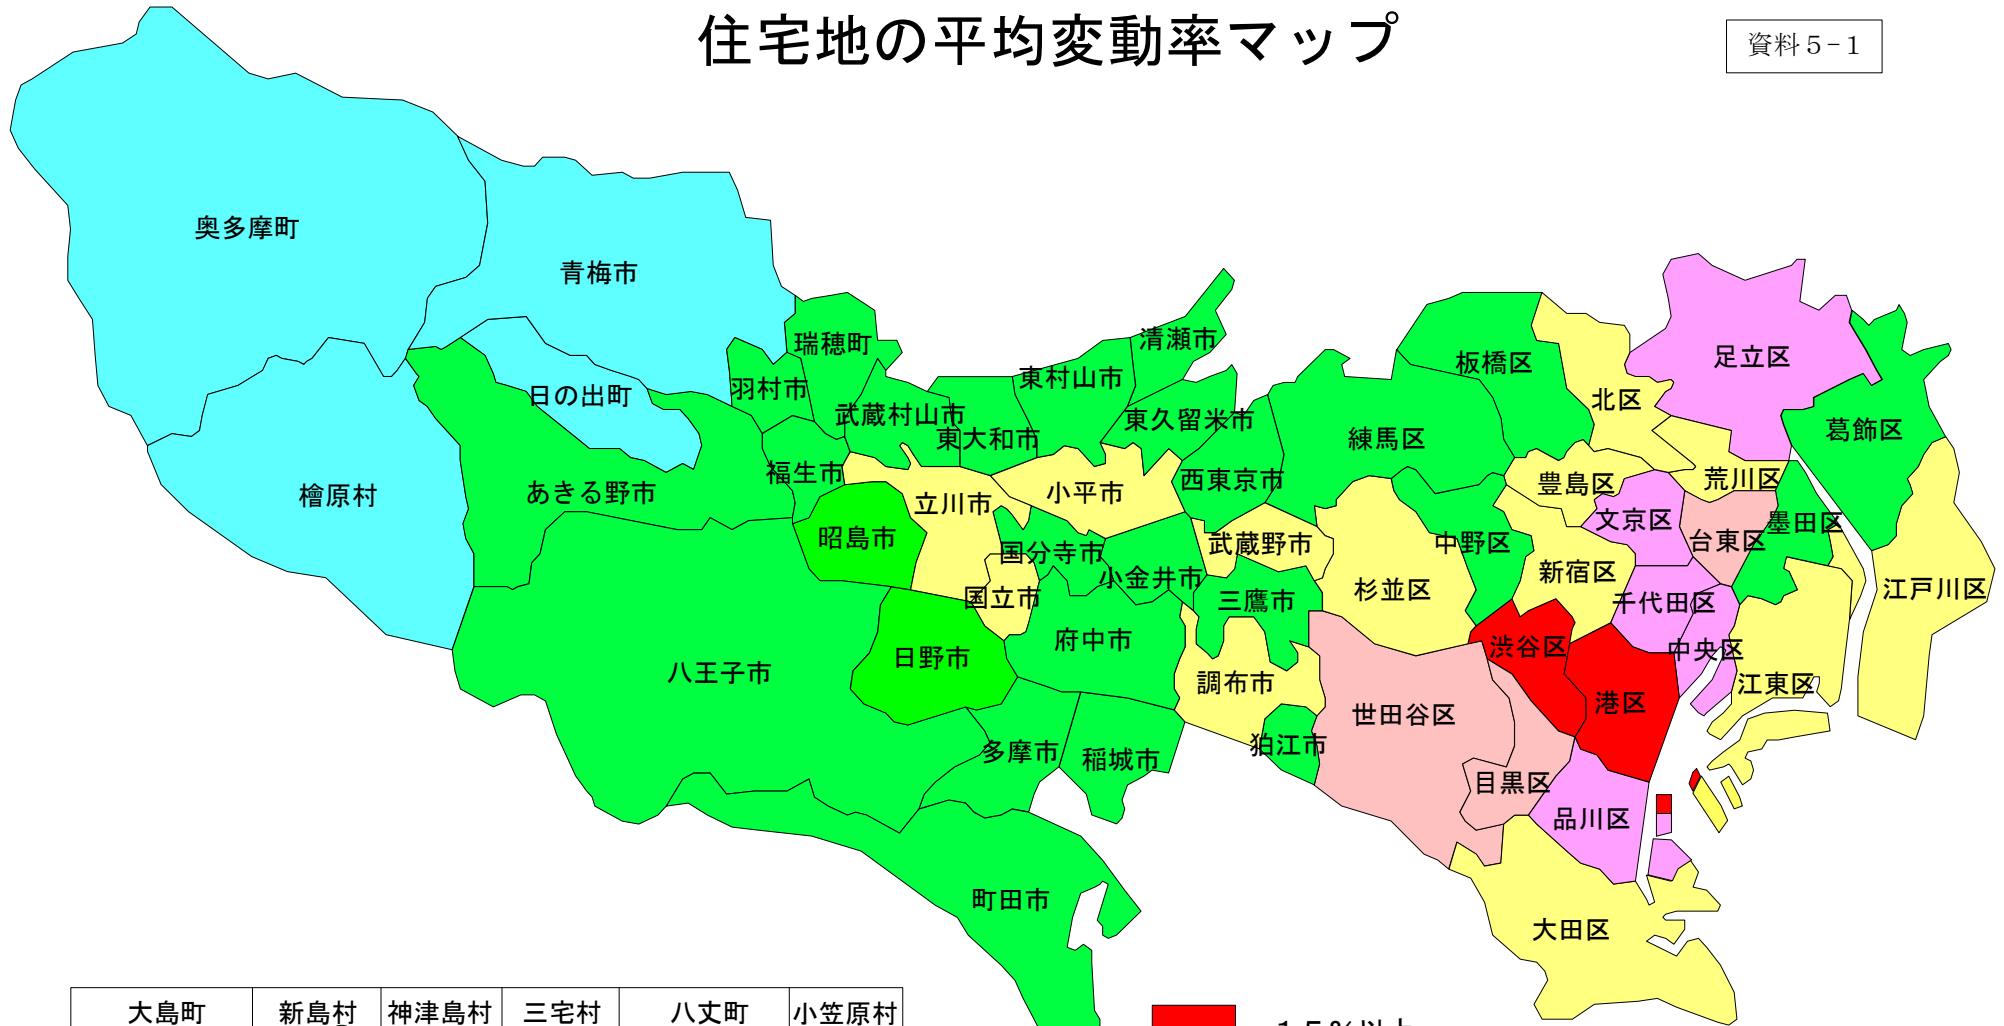 住宅地の平均変動率マップ
資料５-１
奥多摩町
青梅市
瑞穂町
清瀬市
足立区
板橋区
日の出町
羽村市
東村山市
北区
武蔵村山市
東大和市
東久留米市
練馬区
葛飾区
檜原村
あきる野市
福生市
立川市
小平市
西東京市
豊島区
荒川区
文京区
墨田区
昭島市
国分寺市
武蔵野市
中野区
台東区
小金井市
新宿区
杉並区
江戸川区
国立市
三鷹市
千代田区
八王子市
日野市
府中市
渋谷区
中央区
調布市
江東区
世田谷区
港区
多摩市
稲城市
狛江市
目黒区
品川区
町田市
大田区
大島町 新島村 神津島村 三宅村 八丈町 小笠原村
１５％以上